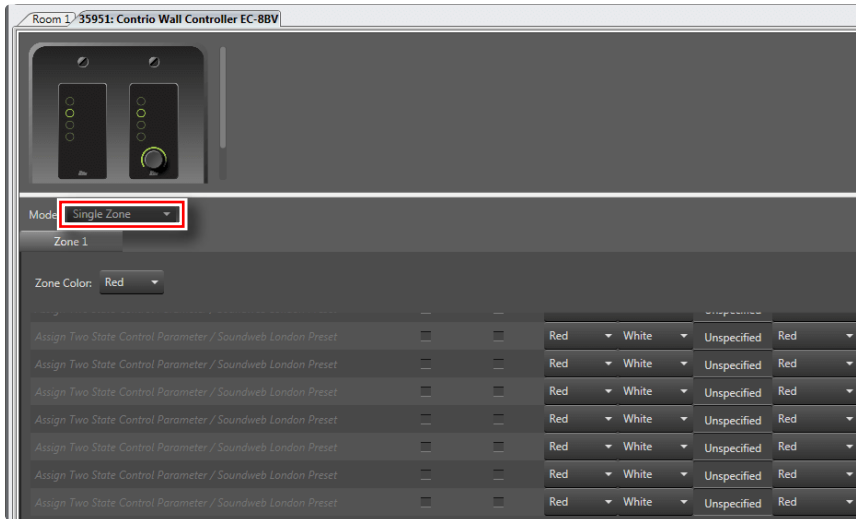 Room 1 35951: Contrio Wall Controller EC-8BV
Mode Single Zone
Zone 1
Zone Color: Red
Assign Two State Control Parameter / Soundweb London Preset Red White Unspecified Red
Assign Two State Control Parameter / Soundweb London Preset Red White Unspecified Red
Assign Two State Control Parameter / Soundweb London Preset Red White Unspecified Red
Assign Two State Control Parameter / Soundweb London Preset Red White Unspecified Red
Assign Two State Control Parameter / Soundweb London Preset Red White Unspecified Red
Assign Two State Control Parameter / Soundweb London Preset Red White Unspecified Red
Assign Two State Control Parameter / Soundweb London Preset Red White Unspecified Red